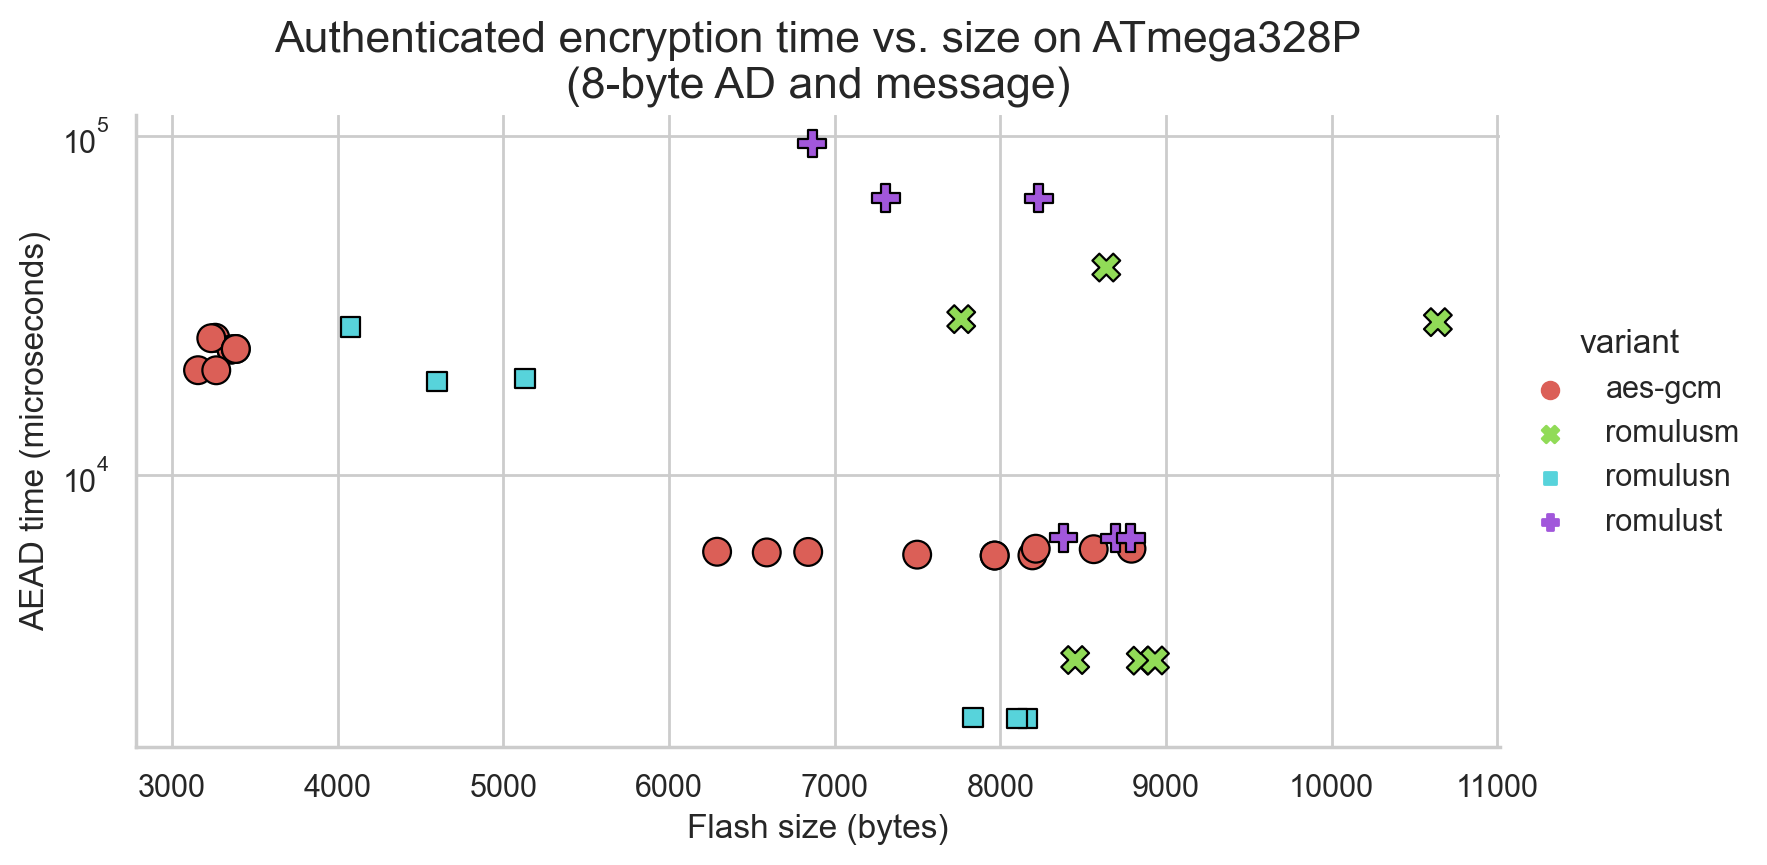 Authenticated encryption time vs. size on ATmega328P
(8-byte AD and message)
AEAD time (microseconds)
10^5
10^4
3000 4000 5000 6000 7000 8000 9000 10000 11000
Flash size (bytes)
variant
aes-gcm
romulusm
romulusn
romulust